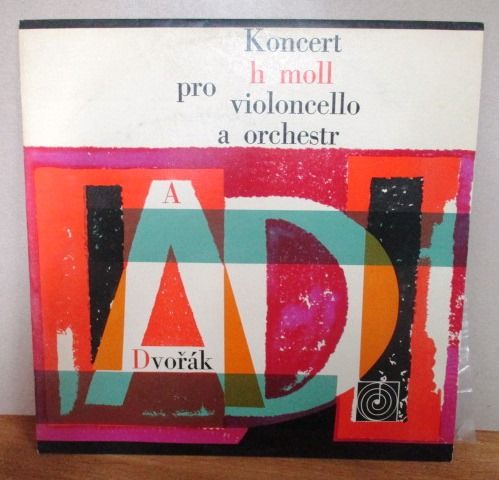 Koncert
h moll
pro violoncello
a orchestr
A
Dvořák
AD